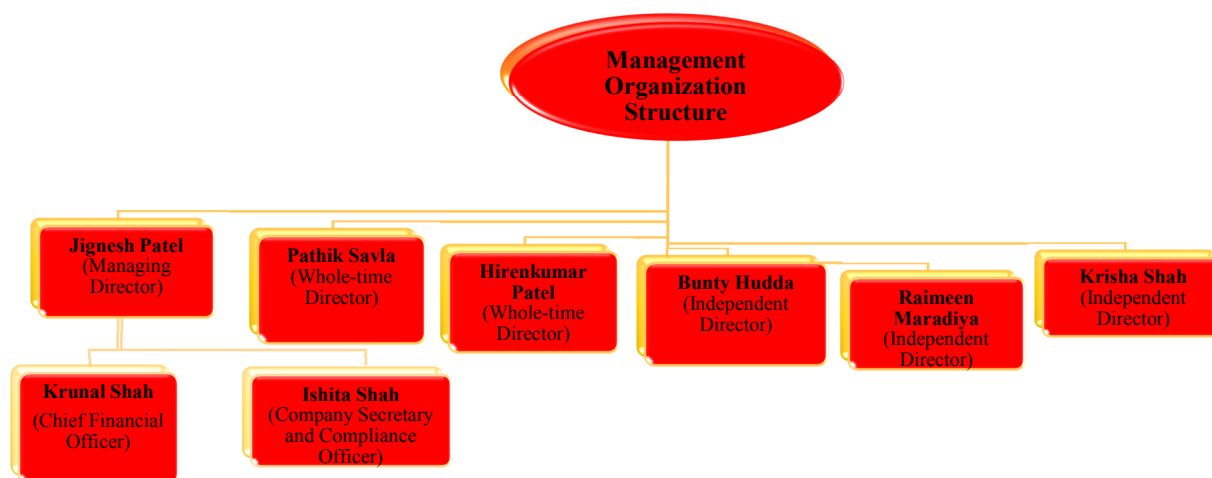 Management
Organization
Structure
Jignesh Patel
(Managing
Director)
Pathik Savla
(Whole-time
Director)
Hirenkumar
Patel
(Whole-time
Director)
Bunty Hudda
(Independent
Director)
Raimeen
Maradiya
(Independent
Director)
Krisha Shah
(Independent
Director)
Krunal Shah
(Chief Financial
Officer)
Ishita Shah
(Company Secretary
and Compliance
Officer)